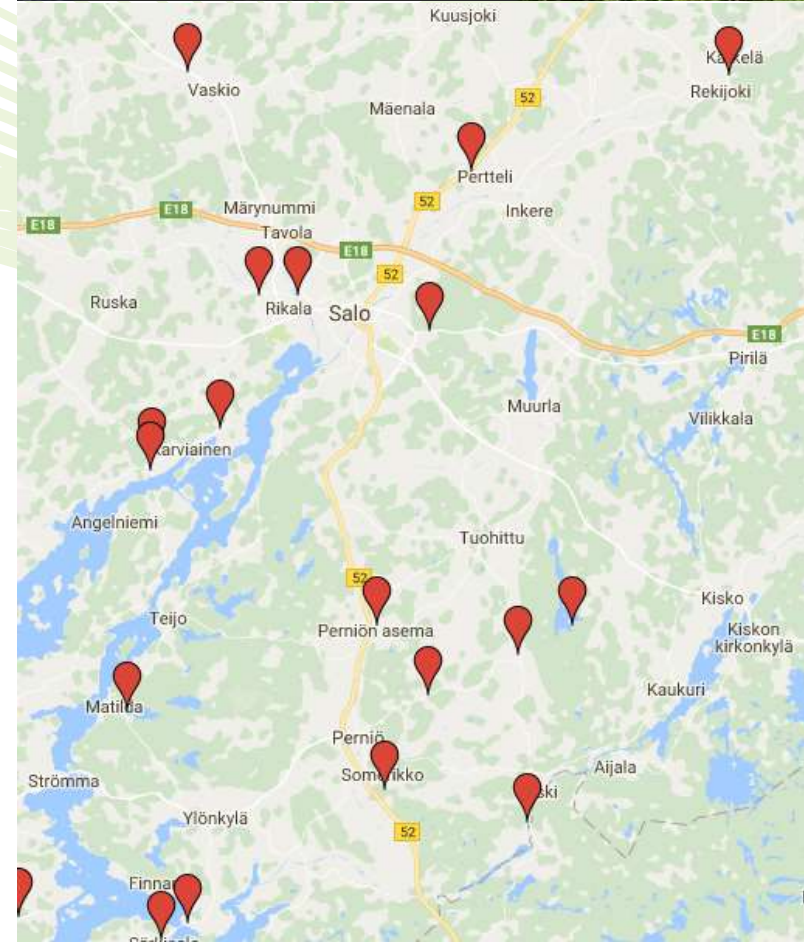 Kuusjoki
Rekijoki
Vaskio
52
Mäenala
Pertteli
52
Inkere
Märynummi
E18
E18
Tavola
E18
52
Ruska
Rikala
Salo
E18
Pirilä
Muurla
Vilikkala
Angelniemi
Tuohittu
52
Kisko
Teijo
Perniön asema
Kiskon
kirkonkylä
Kaukuri
Matilda
Perniö
Aijala
Strömma
Ylönkylä
52